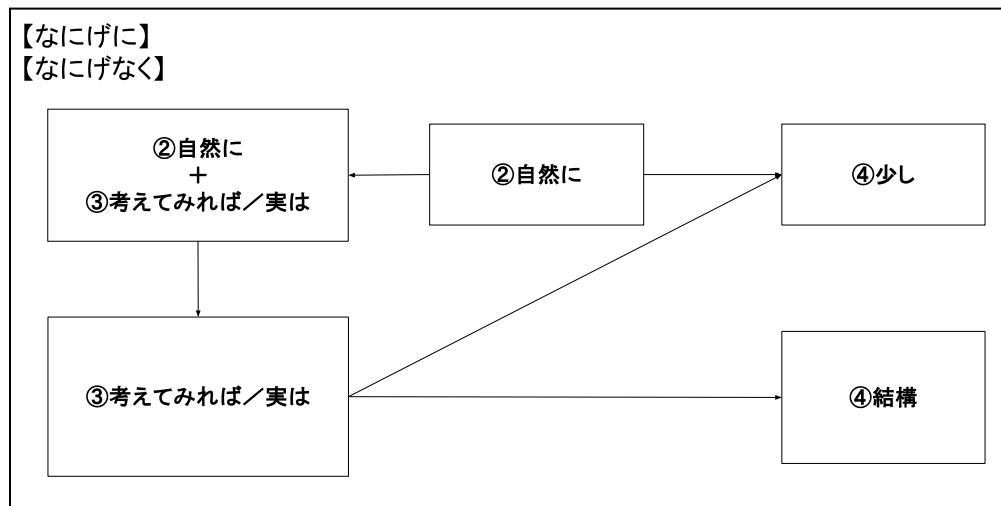 【なにげに】
【なにげなく】
②自然に
＋
③考えてみれば／実は
②自然に
④少し
③考えてみれば／実は
④結構